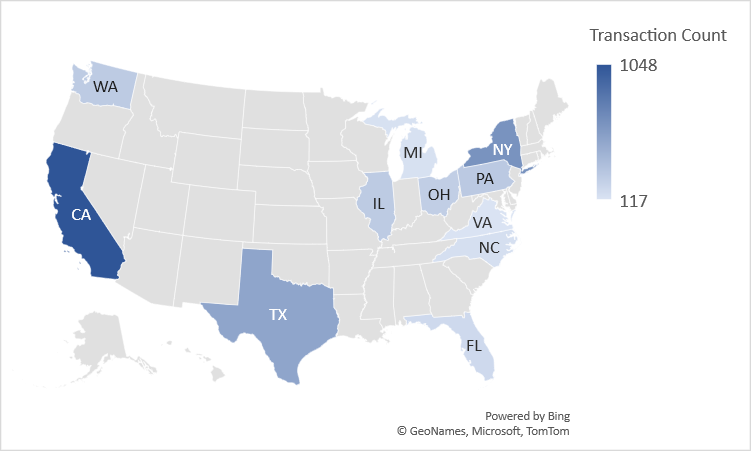 Transaction Count
1048
117
WA
MI
NY
PA
OH
IL
CA
VA
NC
TX
FL
Powered by Bing
© GeoNames, Microsoft, TomTom